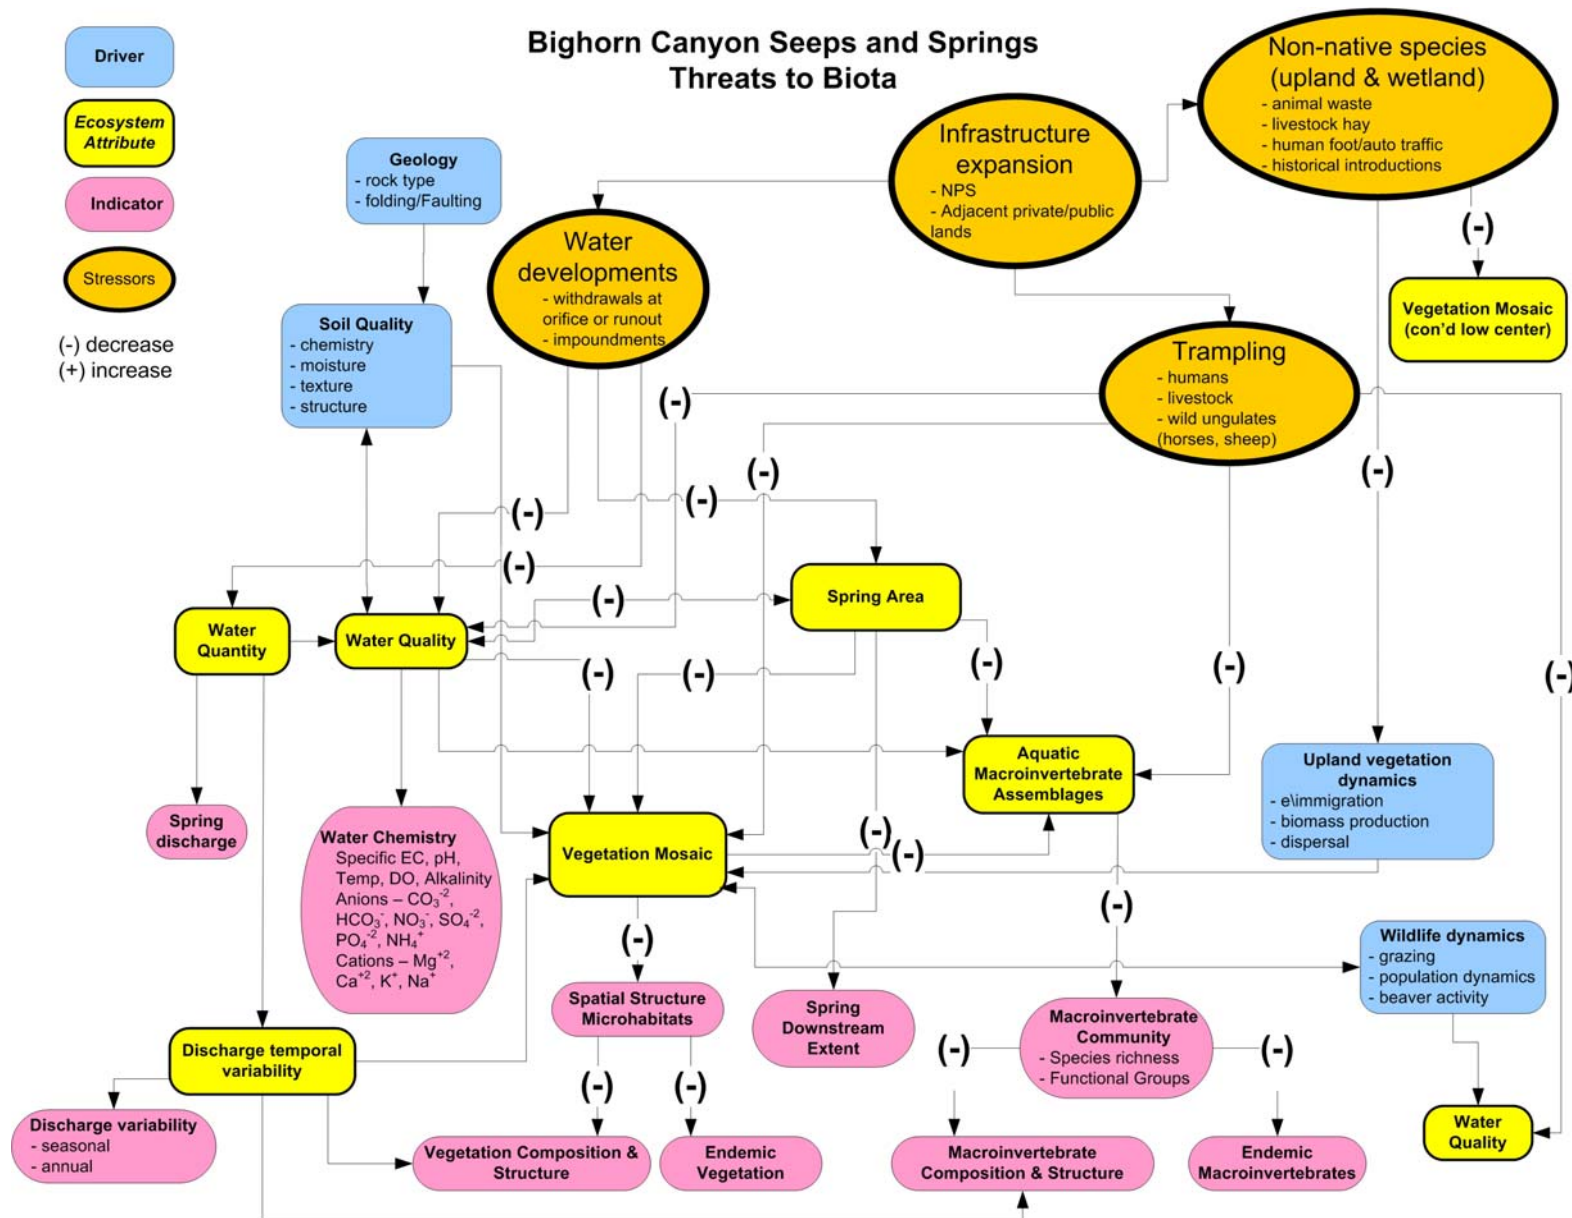 Bighorn Canyon Seeps and Springs
Threats to Biota
Driver
Ecosystem
Attribute
Indicator
Stressors
(-) decrease
(+) increase
Geology
- rock type
- folding/Faulting
Soil Quality
- chemistry
- moisture
- texture
- structure
Water
developments
- withdrawals at
orifice or runout
- impoundments
Infrastructure
expansion
- NPS
- Adjacent private/public
lands
Non-native species
(upland & wetland)
- animal waste
- livestock hay
- human foot/auto traffic
- historical introductions
(-)
Vegetation Mosaic
(con'd low center)
Trampling
- humans
- livestock
- wild ungulates
(horses, sheep)
(-)
(-)
(-)
(-)
(-)
(-)
(-)
Spring Area
(-)
Water
Quantity
Water Quality
(-)
(-)
(-)
(-)
(-)
Aquatic
Macroinvertebrate
Assemblages
Upland vegetation
dynamics
- e\immigration
- biomass production
- dispersal
Spring
discharge
Water Chemistry
Specific EC, pH,
Temp, DO, Alkalinity
Anions – CO₃⁻²,
HCO₃⁻, NO₃⁻, SO₄⁻²,
PO₄⁻², NH₄⁺
Cations – Mg⁺²,
Ca⁺², K⁺, Na⁺
Vegetation Mosaic
(-)
(-)
(-)
(-)
Wildlife dynamics
- grazing
- population dynamics
- beaver activity
Spatial Structure
Microhabitats
Spring
Downstream
Extent
Macroinvertebrate
Community
- Species richness
- Functional Groups
(-)
(-)
(-)
(-)
Discharge temporal
variability
Discharge variability
- seasonal
- annual
Vegetation Composition &
Structure
Endemic
Vegetation
Macroinvertebrate
Composition & Structure
Endemic
Macroinvertebrates
Water
Quality